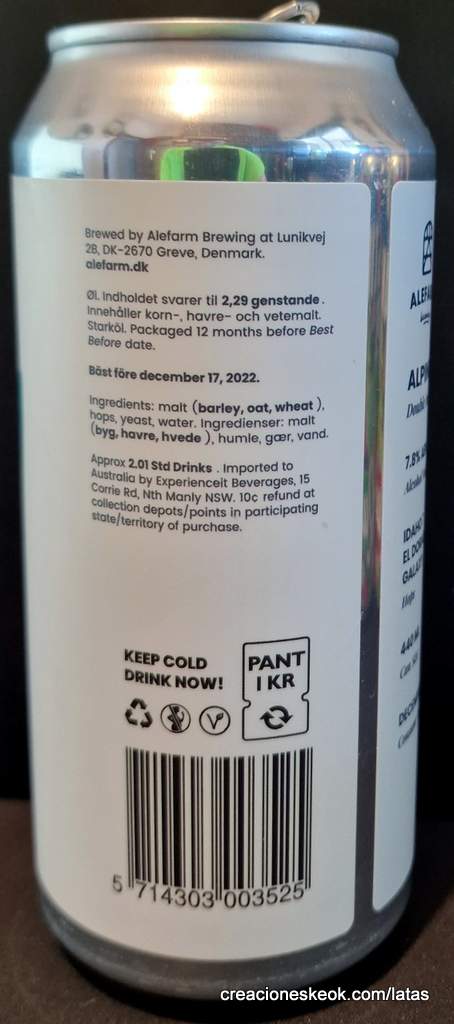 Brewed by Alefarm Brewing at Lunikvej
2B, DK-2670 Greve, Denmark.
alefarm.dk
Øl. Indholdet svarer til 2,29 genstande.
Innehåller korn-, havre- och vetemalt.
Starköl. Packaged 12 months before Best
Before date.
Bäst före december 17, 2022.
Ingredients: malt (barley, oat, wheat ),
hops, yeast, water. Ingredienser: malt
(byg, havre, hvede ), humle, gær, vand.
Approx 2.01 Std Drinks . Imported to
Australia by Experienceit Beverages, 15
Corrie Rd, Nth Manly NSW. 10c refund at
collection depots/points in participating
state/territory of purchase.
KEEP COLD
DRINK NOW!
PANT
1 KR
5 714303 003525
7.8%
IDAHO
440 M
creacioneskeok.com/latas